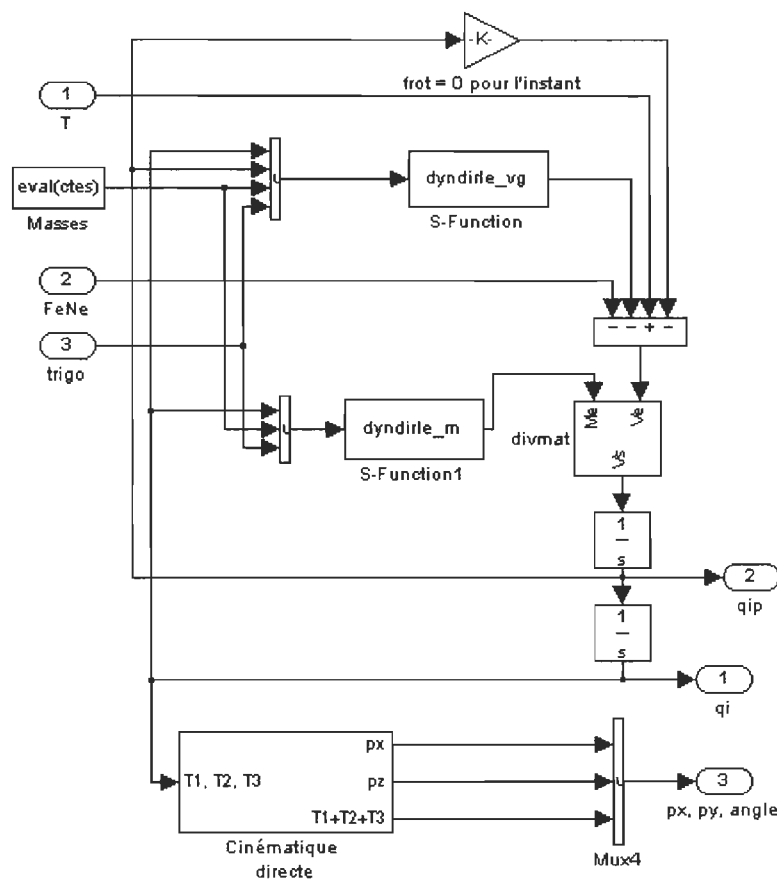 -K-
frot = 0 pour l'instant
1
T
eval(ctes)
Masses
dyndirle_vg
S-Function
2
FeNe
3
trigo
− − + −
dyndirle_m
S-Function1
divmat
Me
Ve
Vs
1
s
2
qip
1
s
1
qi
T1, T2, T3
px
pz
T1+T2+T3
Cinématique
directe
Mux4
3
px, py, angle